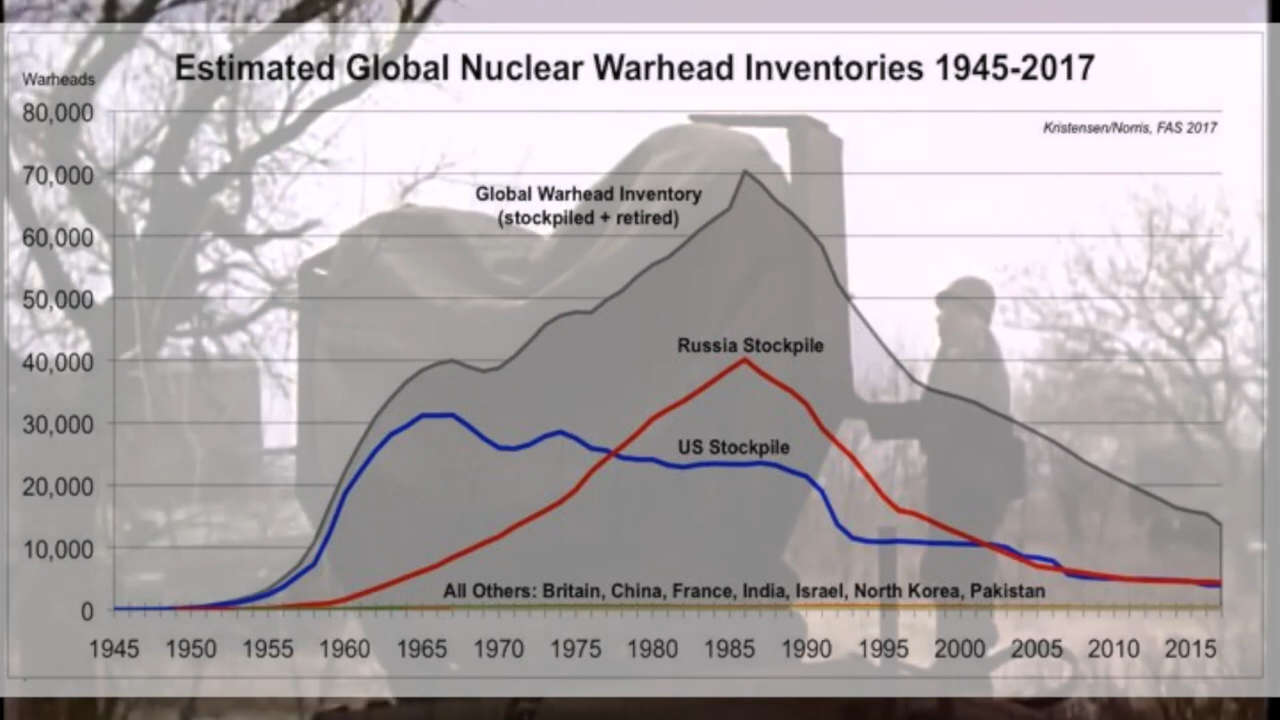 Estimated Global Nuclear Warhead Inventories 1945-2017
Warheads
Kristensen/Norris, FAS 2017
80,000
70,000
60,000
50,000
40,000
30,000
20,000
10,000
0
Global Warhead Inventory
(stockpiled + retired)
Russia Stockpile
US Stockpile
All Others: Britain, China, France, India, Israel, North Korea, Pakistan
1945 1950 1955 1960 1965 1970 1975 1980 1985 1990 1995 2000 2005 2010 2015